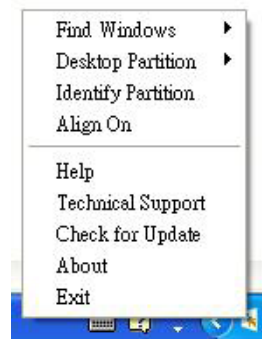 Find Windows
Desktop Partition
Identify Partition
Align On
Help
Technical Support
Check for Update
About
Exit